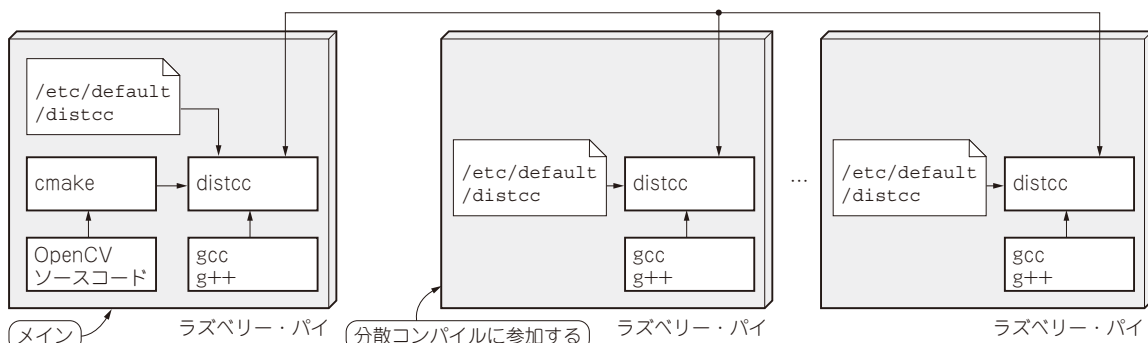 /etc/default
/distcc
cmake
distcc
OpenCV
ソースコード
gcc
g++
メイン
ラズベリー・パイ
/etc/default
/distcc
distcc
gcc
g++
分散コンパイルに参加する
ラズベリー・パイ
…
/etc/default
/distcc
distcc
gcc
g++
ラズベリー・パイ